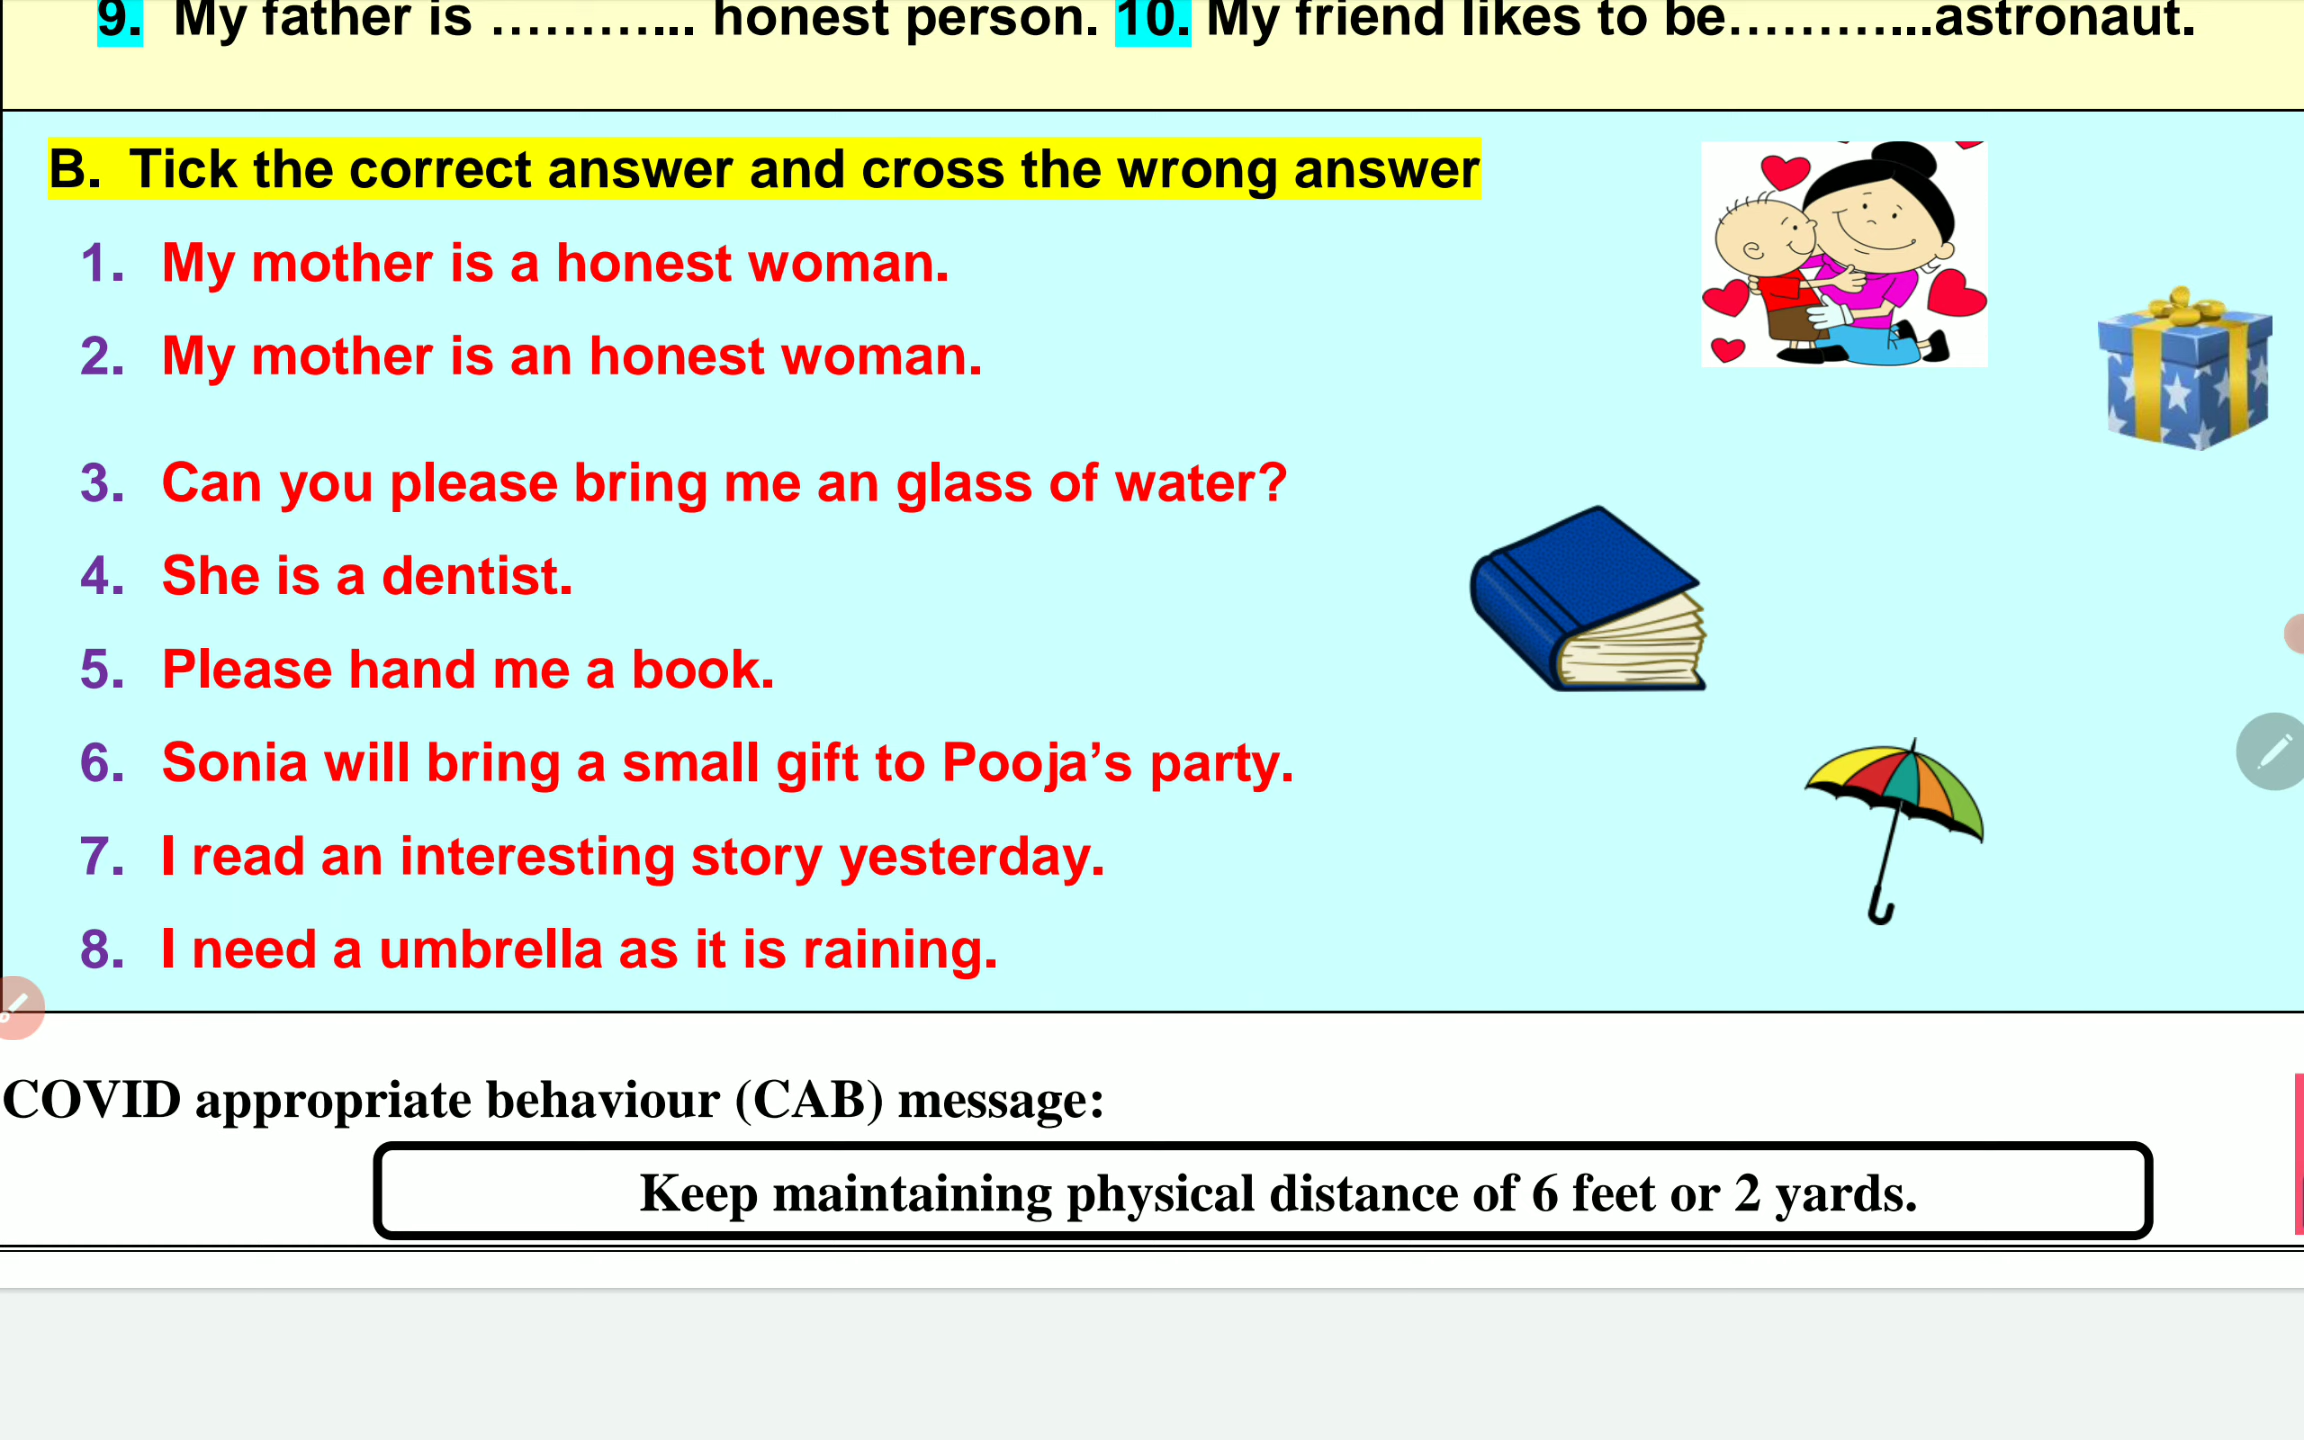 9. My father is ………... honest person. 10. My friend likes to be…………...astronaut.
B. Tick the correct answer and cross the wrong answer
1. My mother is a honest woman.
2. My mother is an honest woman.
3. Can you please bring me an glass of water?
4. She is a dentist.
5. Please hand me a book.
6. Sonia will bring a small gift to Pooja’s party.
7. I read an interesting story yesterday.
8. I need a umbrella as it is raining.
COVID appropriate behaviour (CAB) message:
Keep maintaining physical distance of 6 feet or 2 yards.